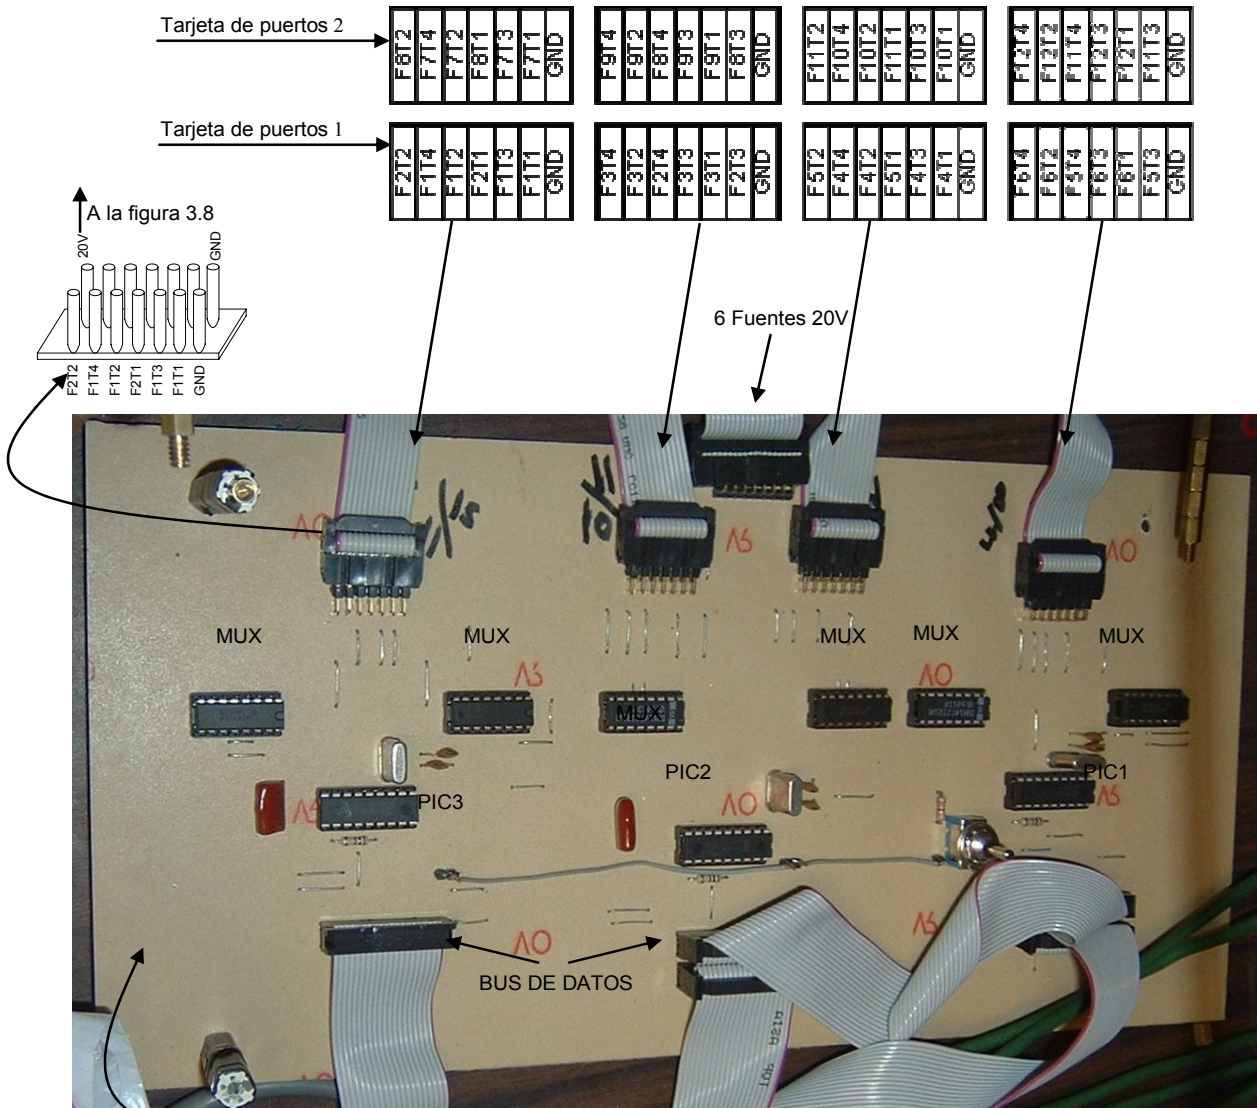 Tarjeta de puertos 2
F8T2
F7T4
F7T2
F8T1
F7T3
F7T1
GND
F9T4
F9T2
F8T4
F9T3
F9T1
F8T3
GND
F11T2
F10T4
F10T2
F11T1
F10T3
F10T1
GND
F12T4
F12T2
F11T4
F12T3
F12T1
F11T3
GND
Tarjeta de puertos 1
F2T2
F1T4
F1T2
F2T1
F1T3
F1T1
GND
F3T4
F3T2
F2T4
F3T3
F3T1
F2T3
GND
F5T2
F4T4
F4T2
F5T1
F4T3
F4T1
GND
F6T4
F6T2
F5T4
F6T3
F6T1
F5T3
GND
A la figura 3.8
20V
GND
F2T2
F1T4
F1T2
F2T1
F1T3
F1T1
GND
6 Fuentes 20V
MUX
MUX
MUX
MUX
MUX
MUX
PIC3
PIC2
PIC1
BUS DE DATOS